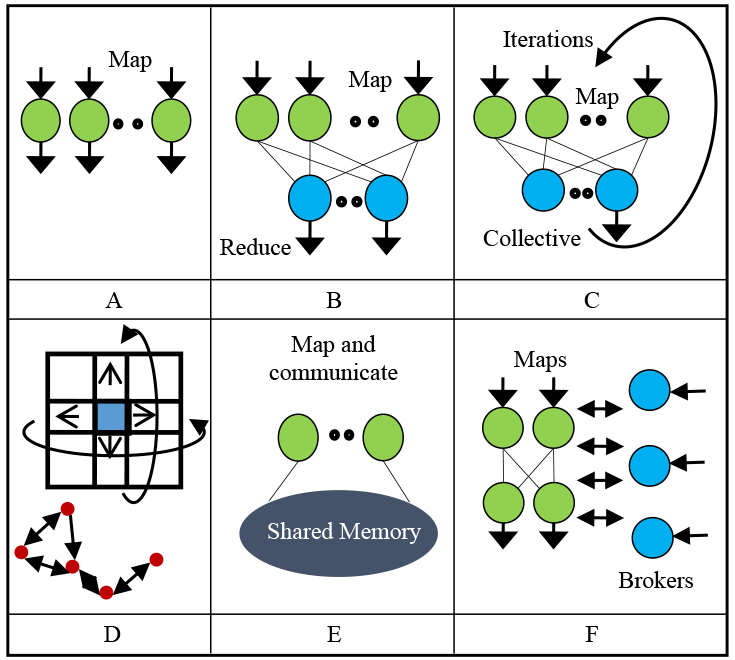 Map
A
Map
Reduce
B
Iterations
Map
Collective
C
D
Map and
communicate
Shared Memory
E
Maps
Brokers
F